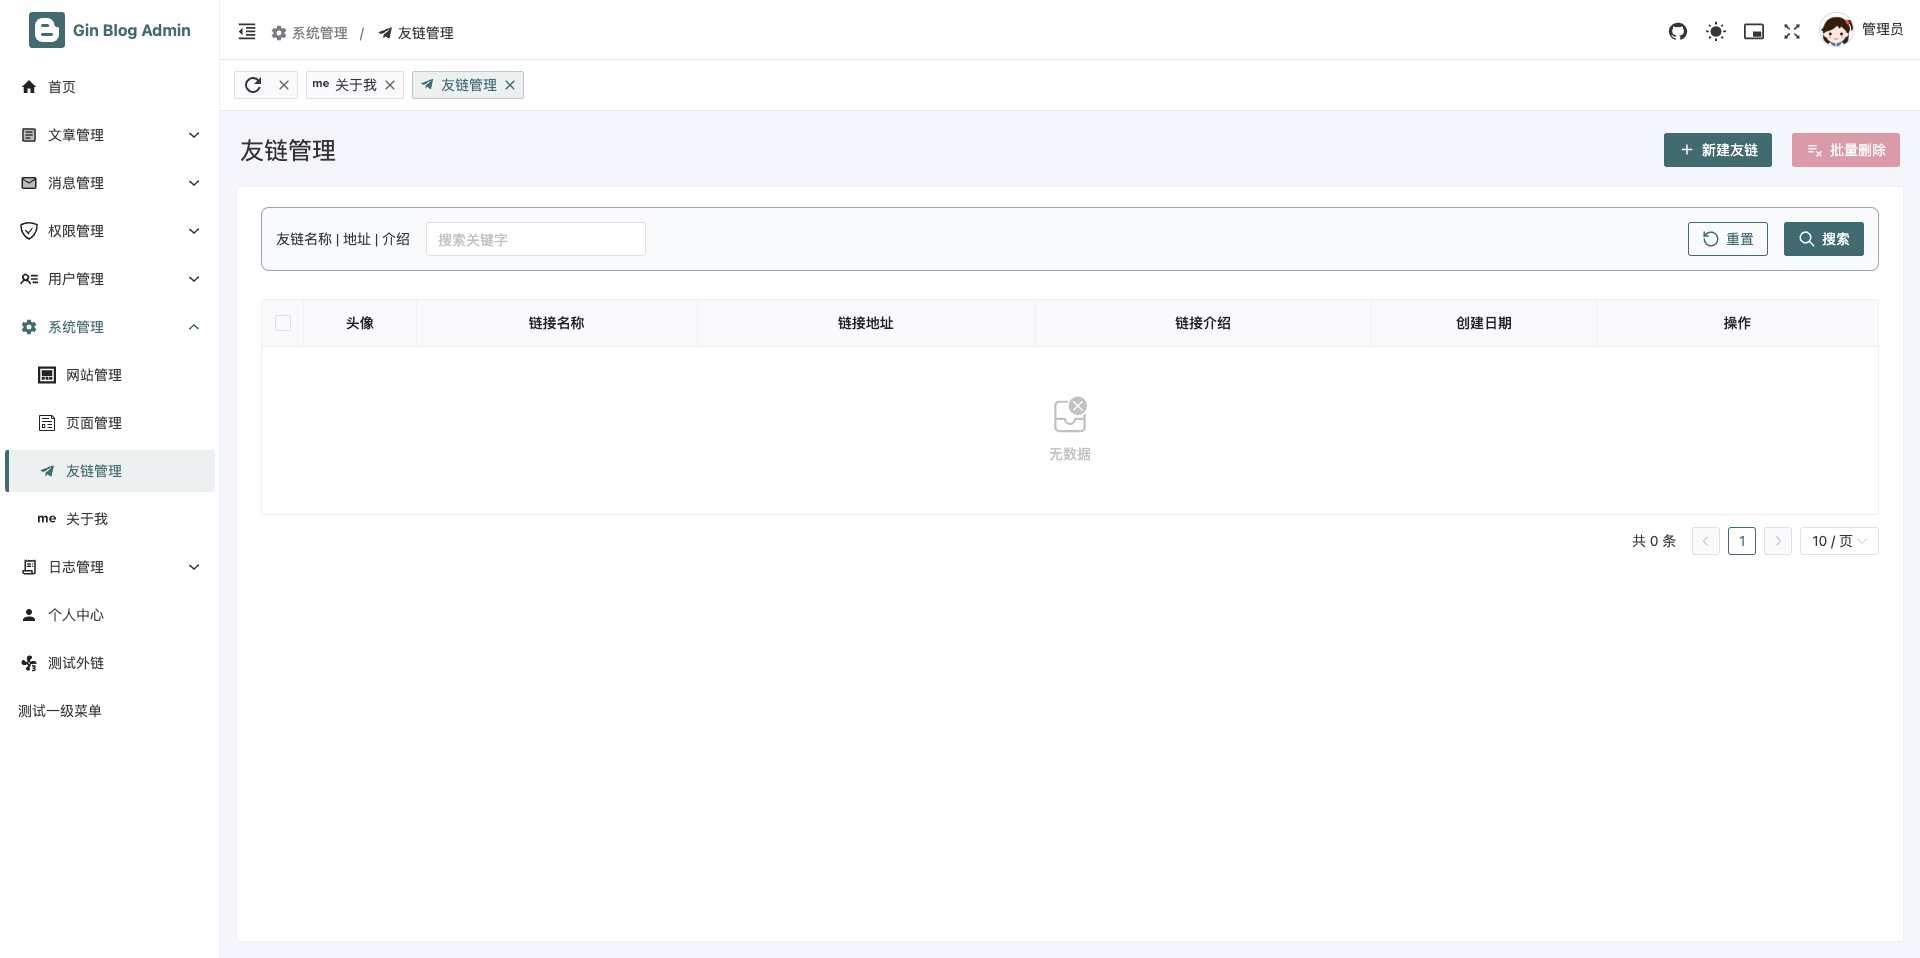 Gin Blog Admin
系统管理 / 友链管理
管理员
me 关于我
友链管理
首页
文章管理
消息管理
权限管理
用户管理
系统管理
网站管理
页面管理
友链管理
me 关于我
日志管理
个人中心
测试外链
测试一级菜单
友链管理
新建友链
批量删除
友链名称 | 地址 | 介绍
搜索关键字
重置
搜索
头像 链接名称 链接地址 链接介绍 创建日期 操作
无数据
共 0 条 1 10 / 页